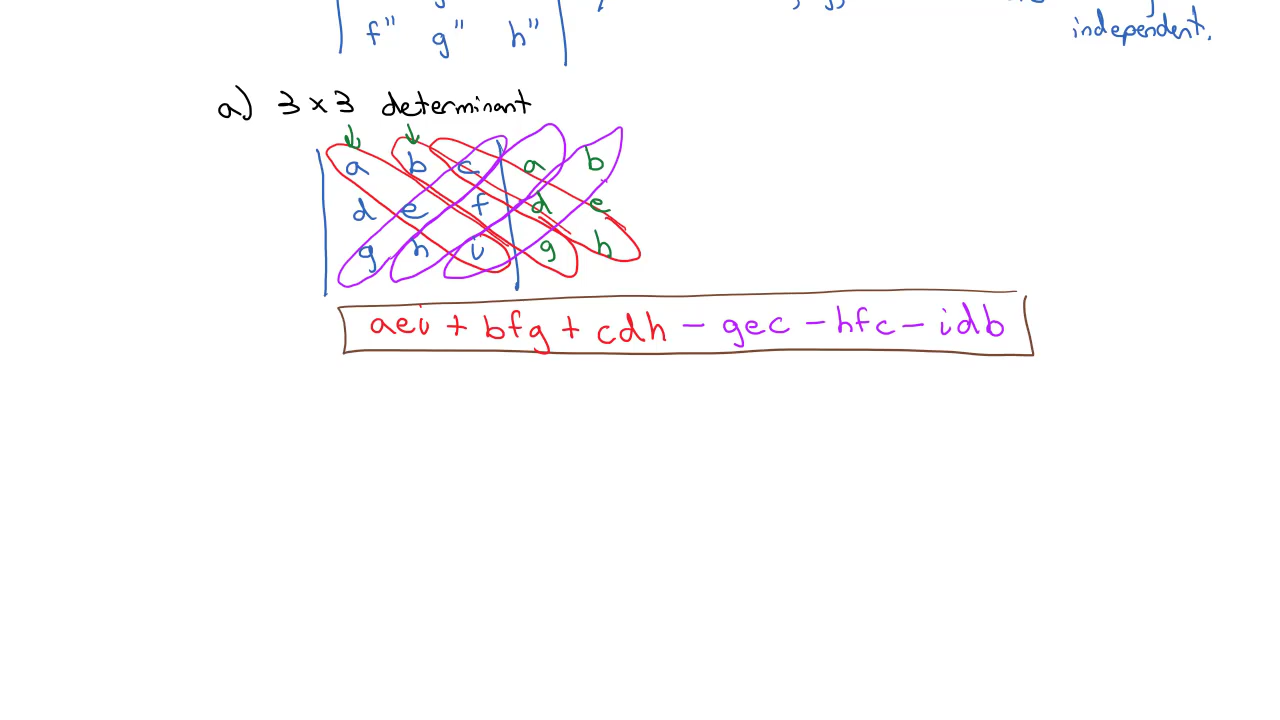 f" g" h"
independent.
a) 3 × 3 determinant
a b c a b
d e f d e
g h i g h
aei + bfg + cdh - gec - hfc - idb